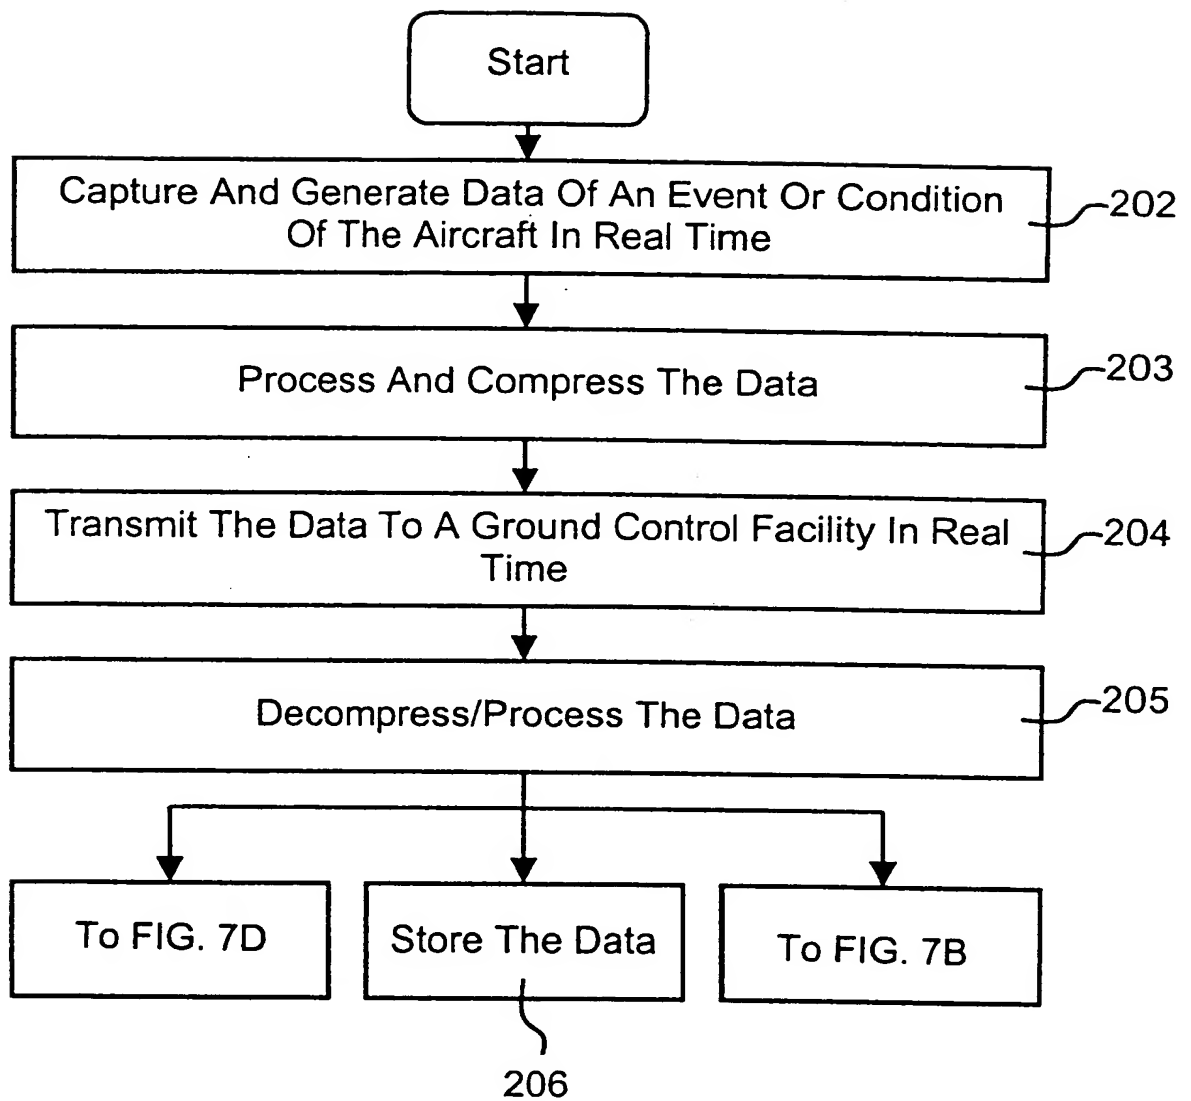 Start
Capture And Generate Data Of An Event Or Condition
Of The Aircraft In Real Time
202
Process And Compress The Data
203
Transmit The Data To A Ground Control Facility In Real
Time
204
Decompress/Process The Data
205
To FIG. 7D
Store The Data
To FIG. 7B
206